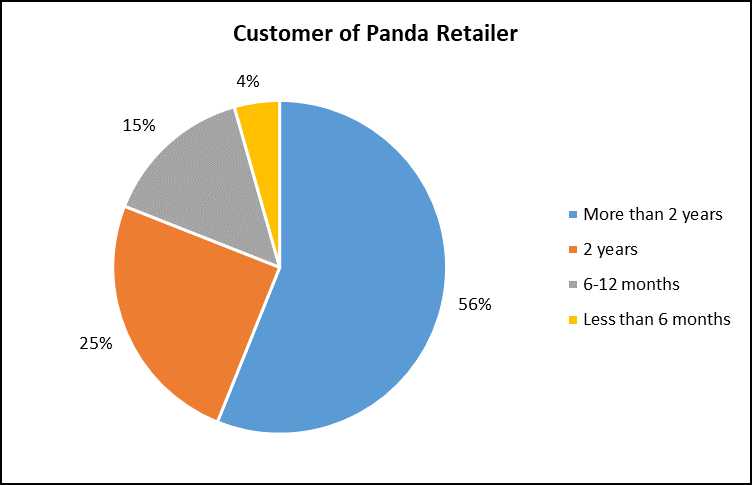 Customer of Panda Retailer
4%
15%
56%
25%
More than 2 years
2 years
6-12 months
Less than 6 months